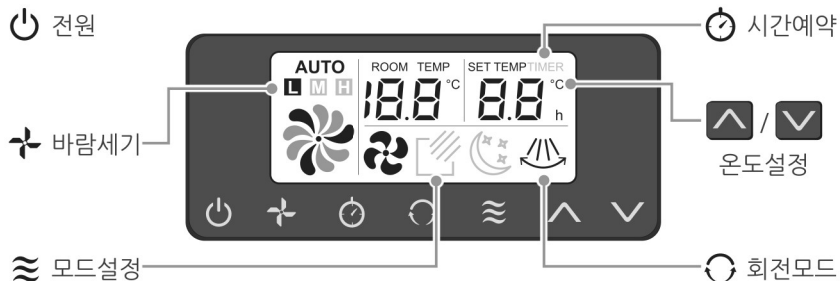 전원
시간예약
AUTO
L M H
ROOM TEMP
18.8 °C
SET TEMP TIMER
8.8 °C
h
바람세기
/
온도설정
모드설정
회전모드